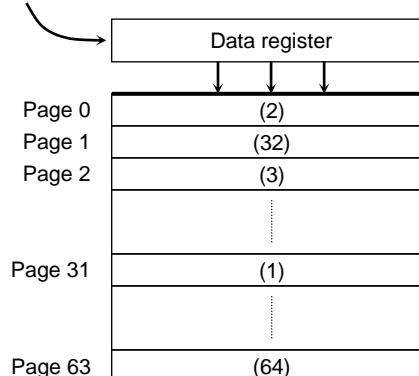 Data register
Page 0 (2)
Page 1 (32)
Page 2 (3)
Page 31 (1)
Page 63 (64)